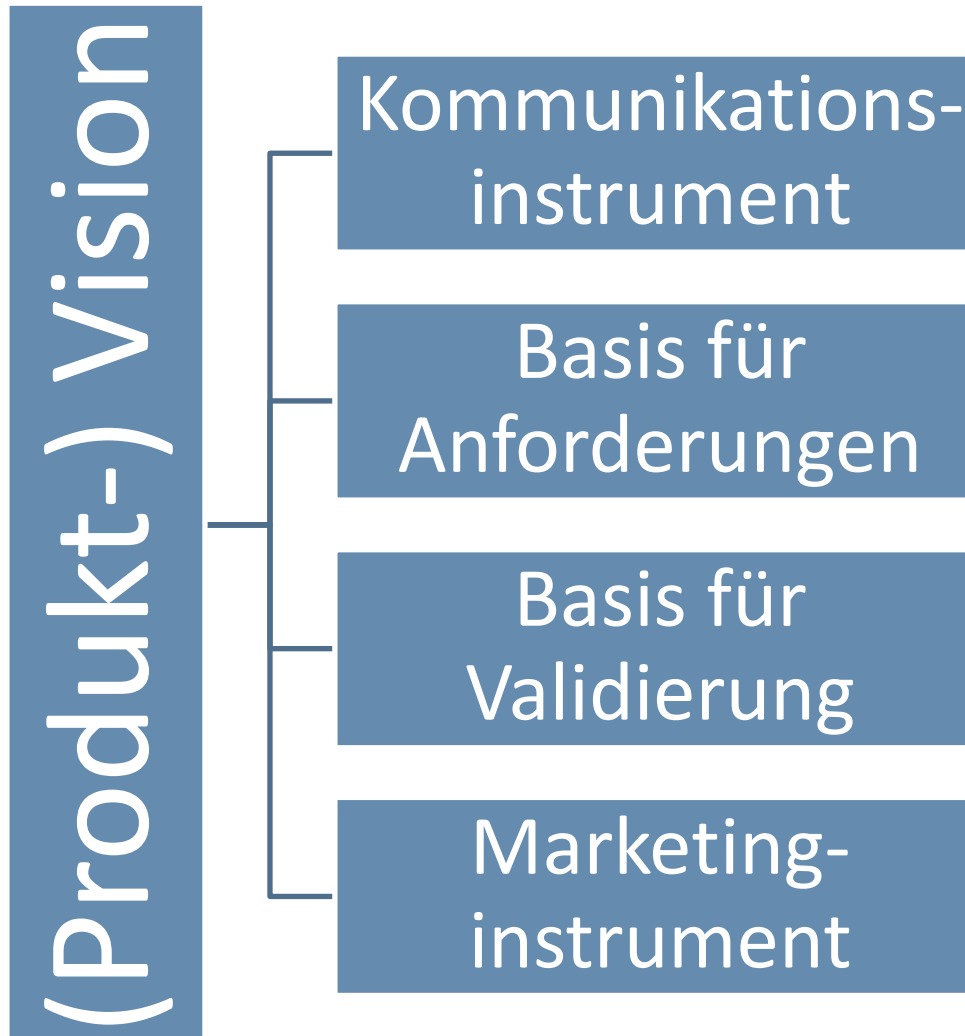 (Produkt-) Vision
Kommunikations-
instrument
Basis für
Anforderungen
Basis für
Validierung
Marketing-
instrument